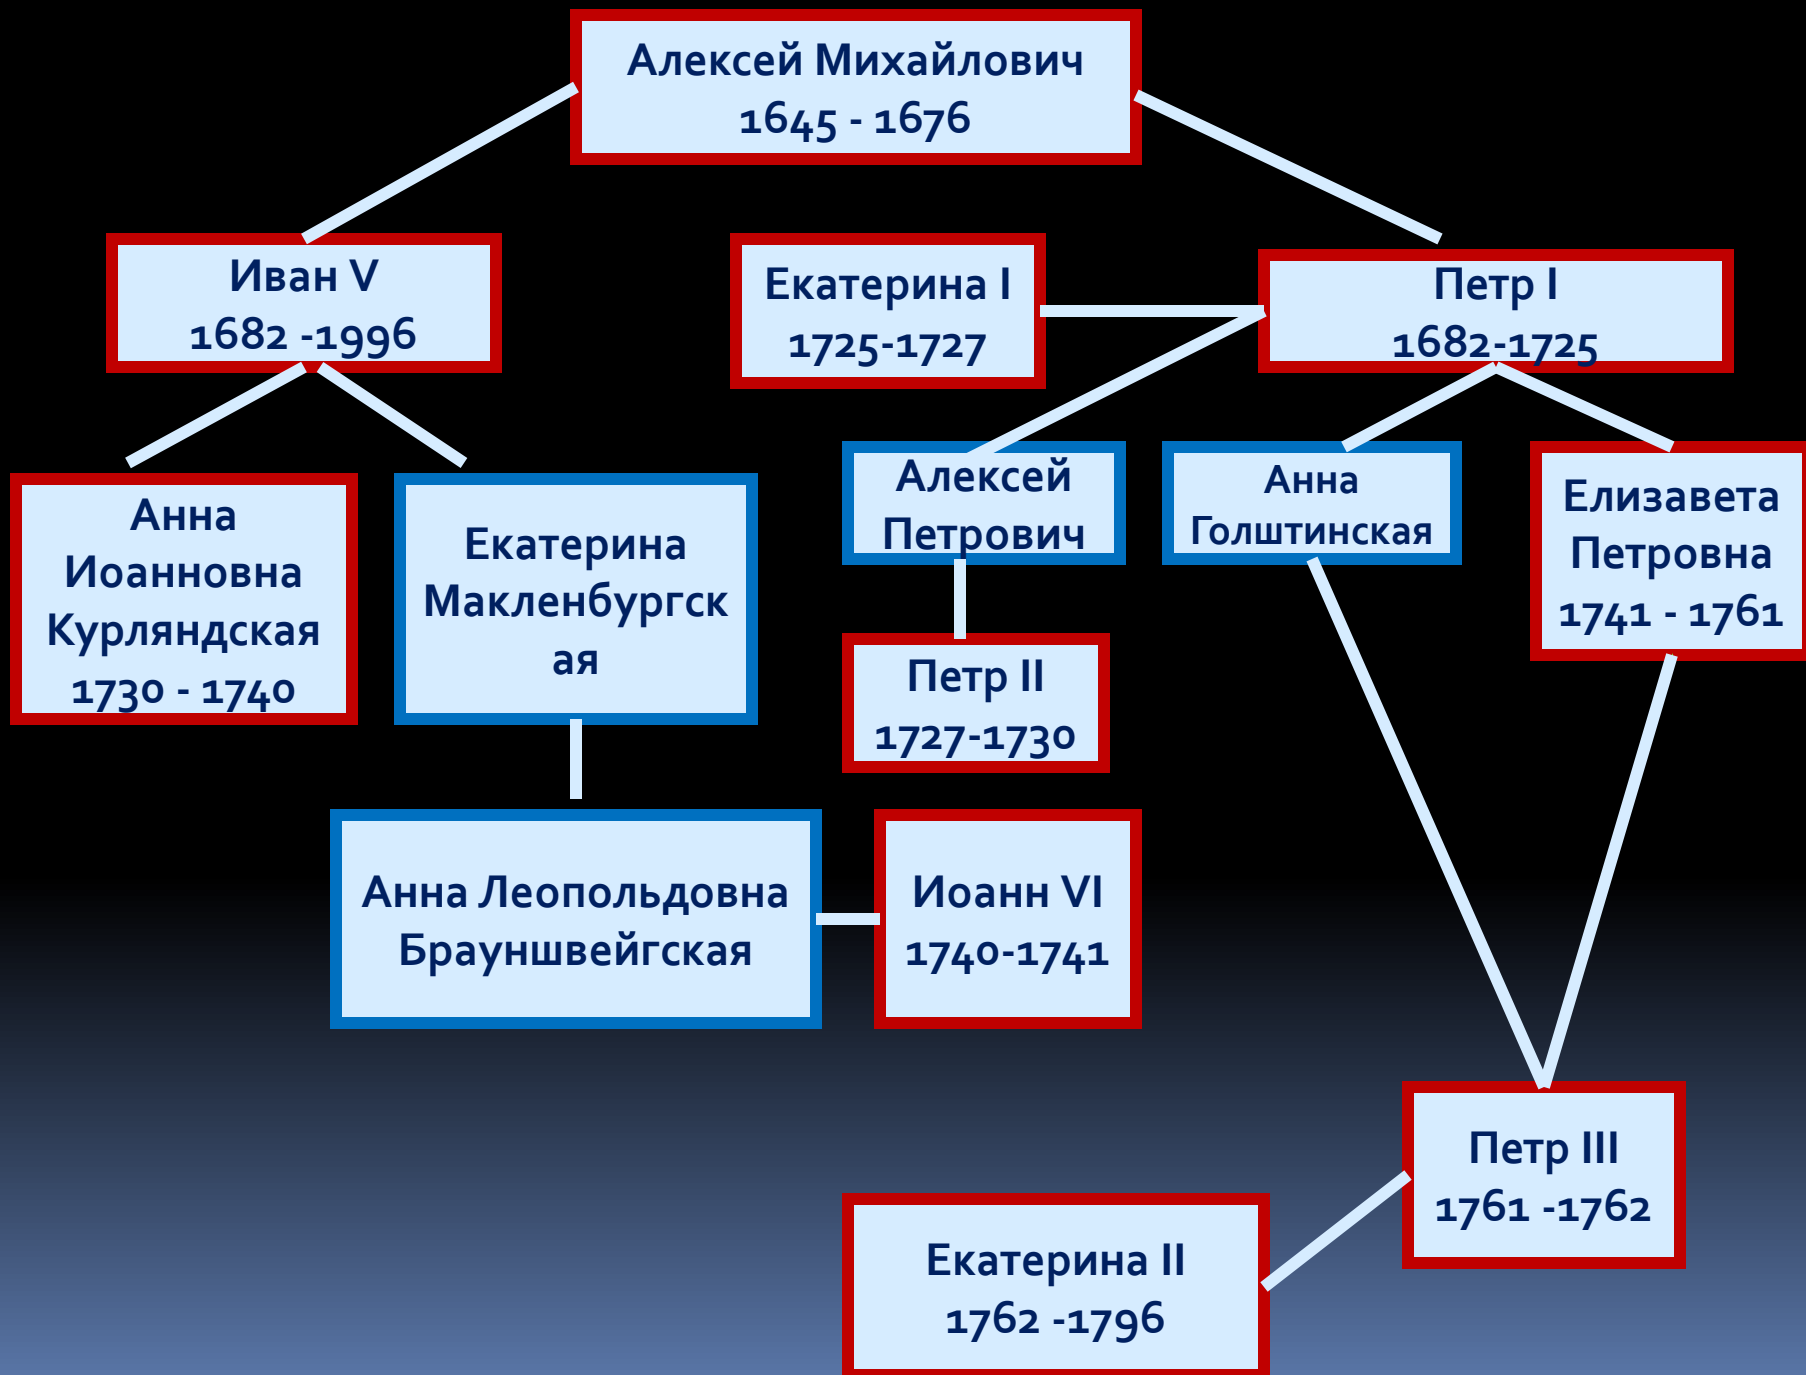 Алексей Михайлович
1645 - 1676
Иван V
1682 -1996
Екатерина I
1725-1727
Петр I
1682-1725
Анна
Иоанновна
Курляндская
1730 - 1740
Екатерина
Макленбургск
ая
Алексей
Петрович
Анна
Голштинская
Елизавета
Петровна
1741 - 1761
Петр II
1727-1730
Анна Леопольдовна
Брауншвейгская
Иоанн VI
1740-1741
Петр III
1761 -1762
Екатерина II
1762 -1796